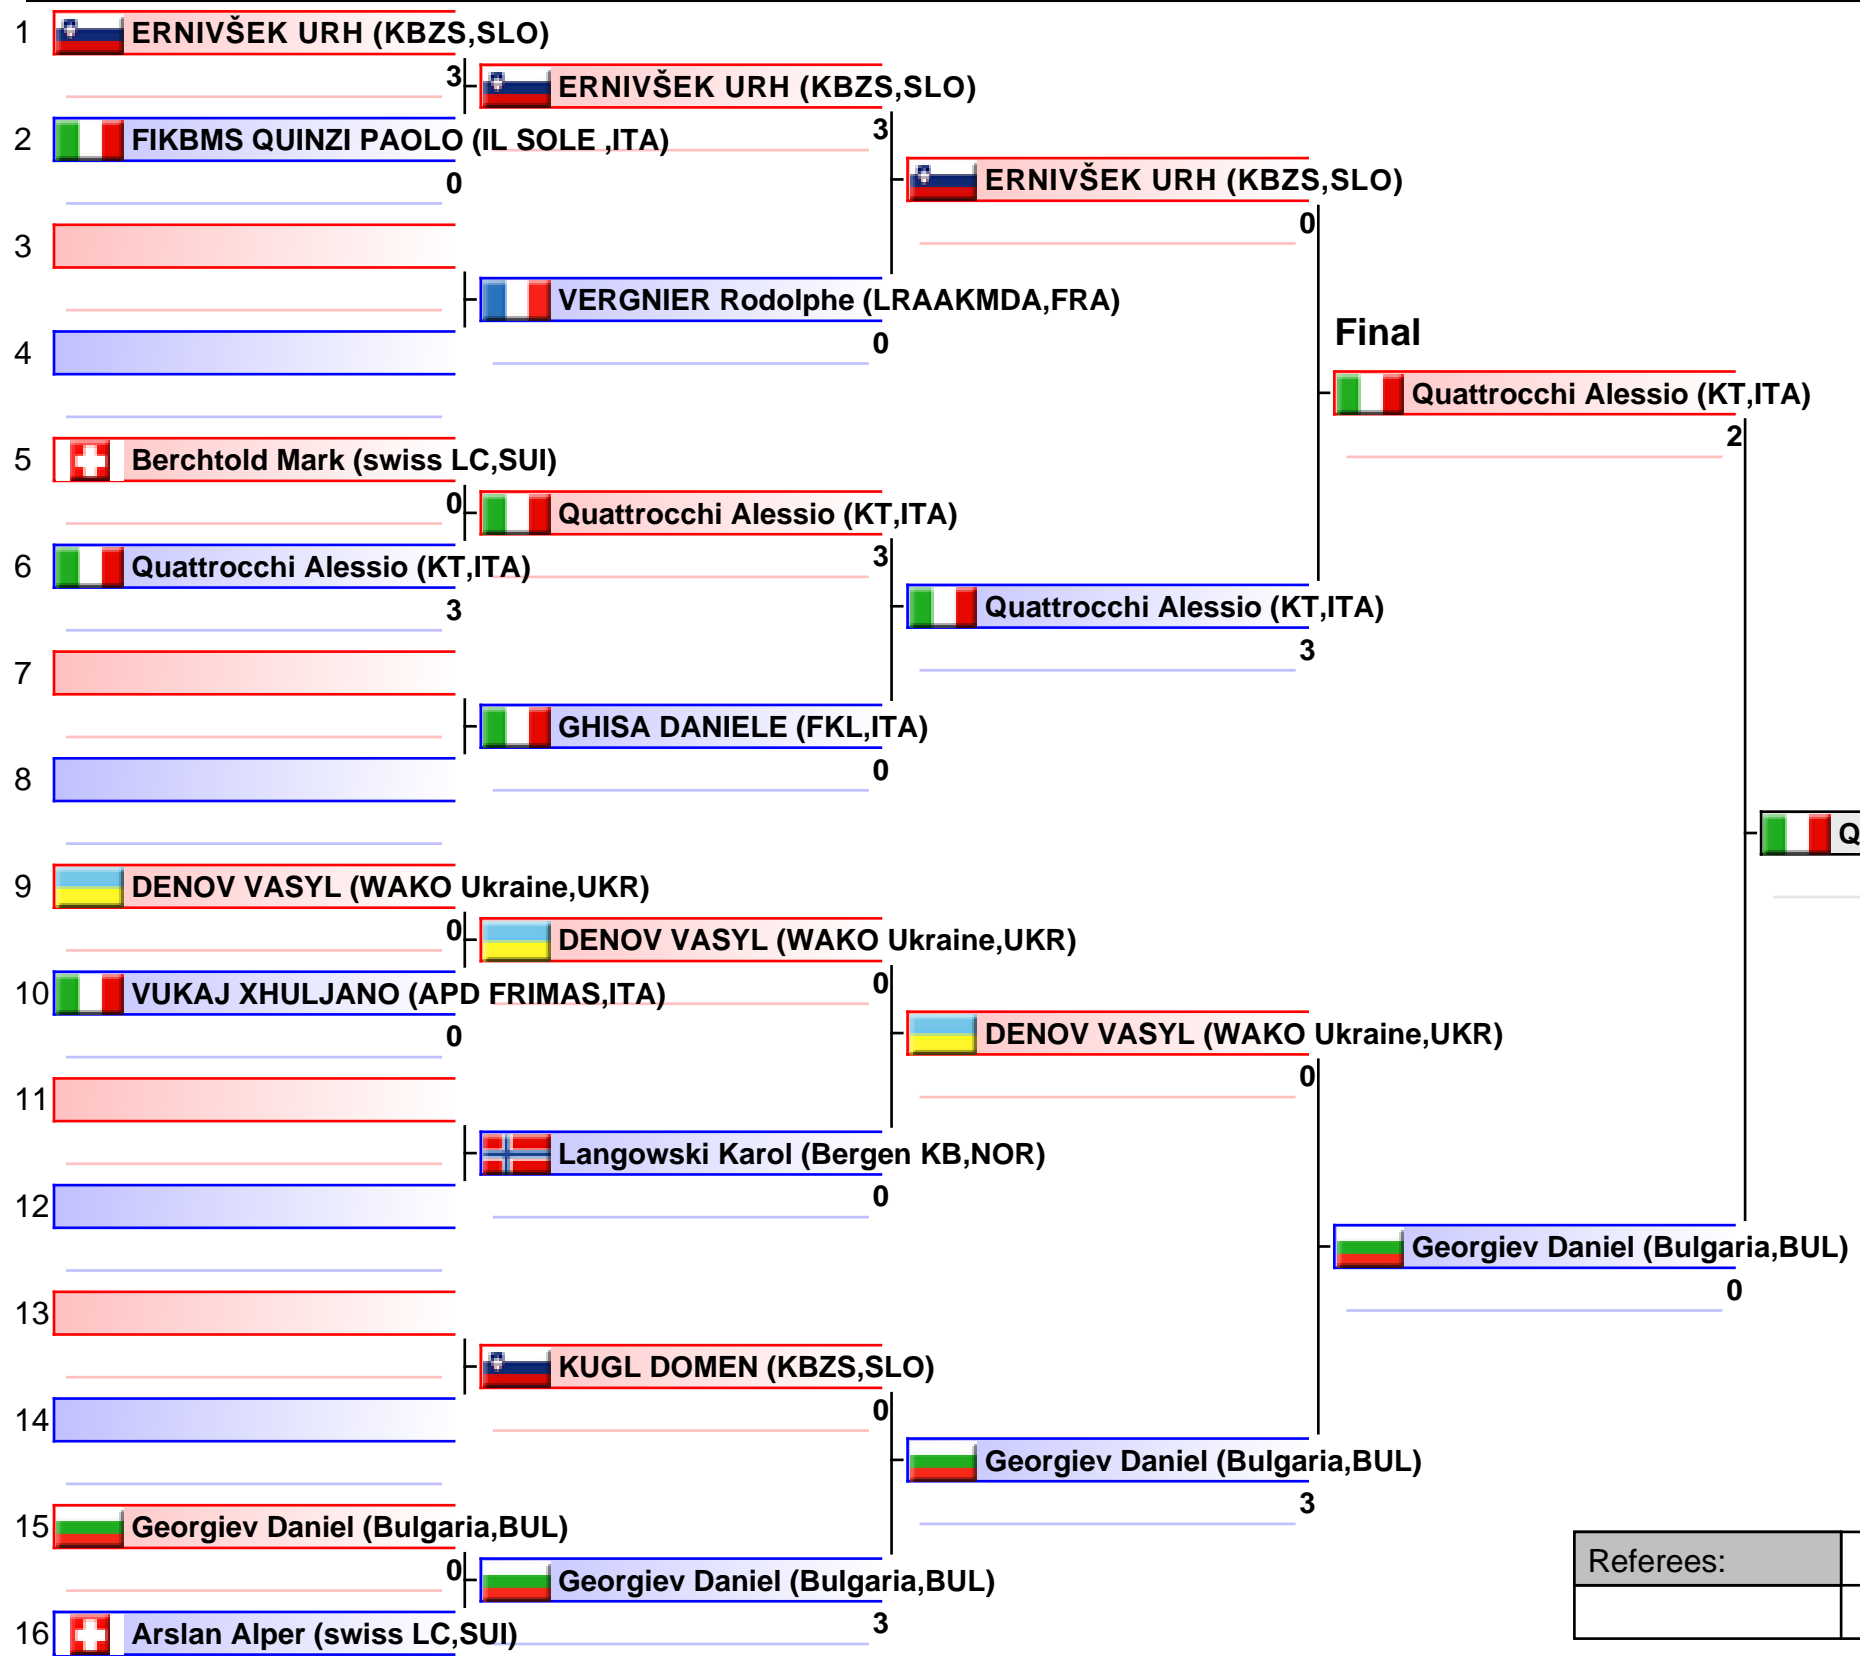 1 ERNIVŠEK URH (KBZS,SLO)
3 ERNIVŠEK URH (KBZS,SLO)
2 FIKBMS QUINZI PAOLO (IL SOLE ,ITA)
3
0
ERNIVŠEK URH (KBZS,SLO)
0
3
VERGNIER Rodolphe (LRAAKMDA,FRA)
0
4
Final
Quattrocchi Alessio (KT,ITA)
2
5 Berchtold Mark (swiss LC,SUI)
0 Quattrocchi Alessio (KT,ITA)
6 Quattrocchi Alessio (KT,ITA)
3
3
Quattrocchi Alessio (KT,ITA)
3
7
GHISA DANIELE (FKL,ITA)
0
8
Q
9 DENOV VASYL (WAKO Ukraine,UKR)
0 DENOV VASYL (WAKO Ukraine,UKR)
10 VUKAJ XHULJANO (APD FRIMAS,ITA)
0
0
DENOV VASYL (WAKO Ukraine,UKR)
0
11
Langowski Karol (Bergen KB,NOR)
0
12
Georgiev Daniel (Bulgaria,BUL)
0
13
KUGL DOMEN (KBZS,SLO)
0
14
Georgiev Daniel (Bulgaria,BUL)
3
15 Georgiev Daniel (Bulgaria,BUL)
0 Georgiev Daniel (Bulgaria,BUL)
3
16 Arslan Alper (swiss LC,SUI)
Referees: